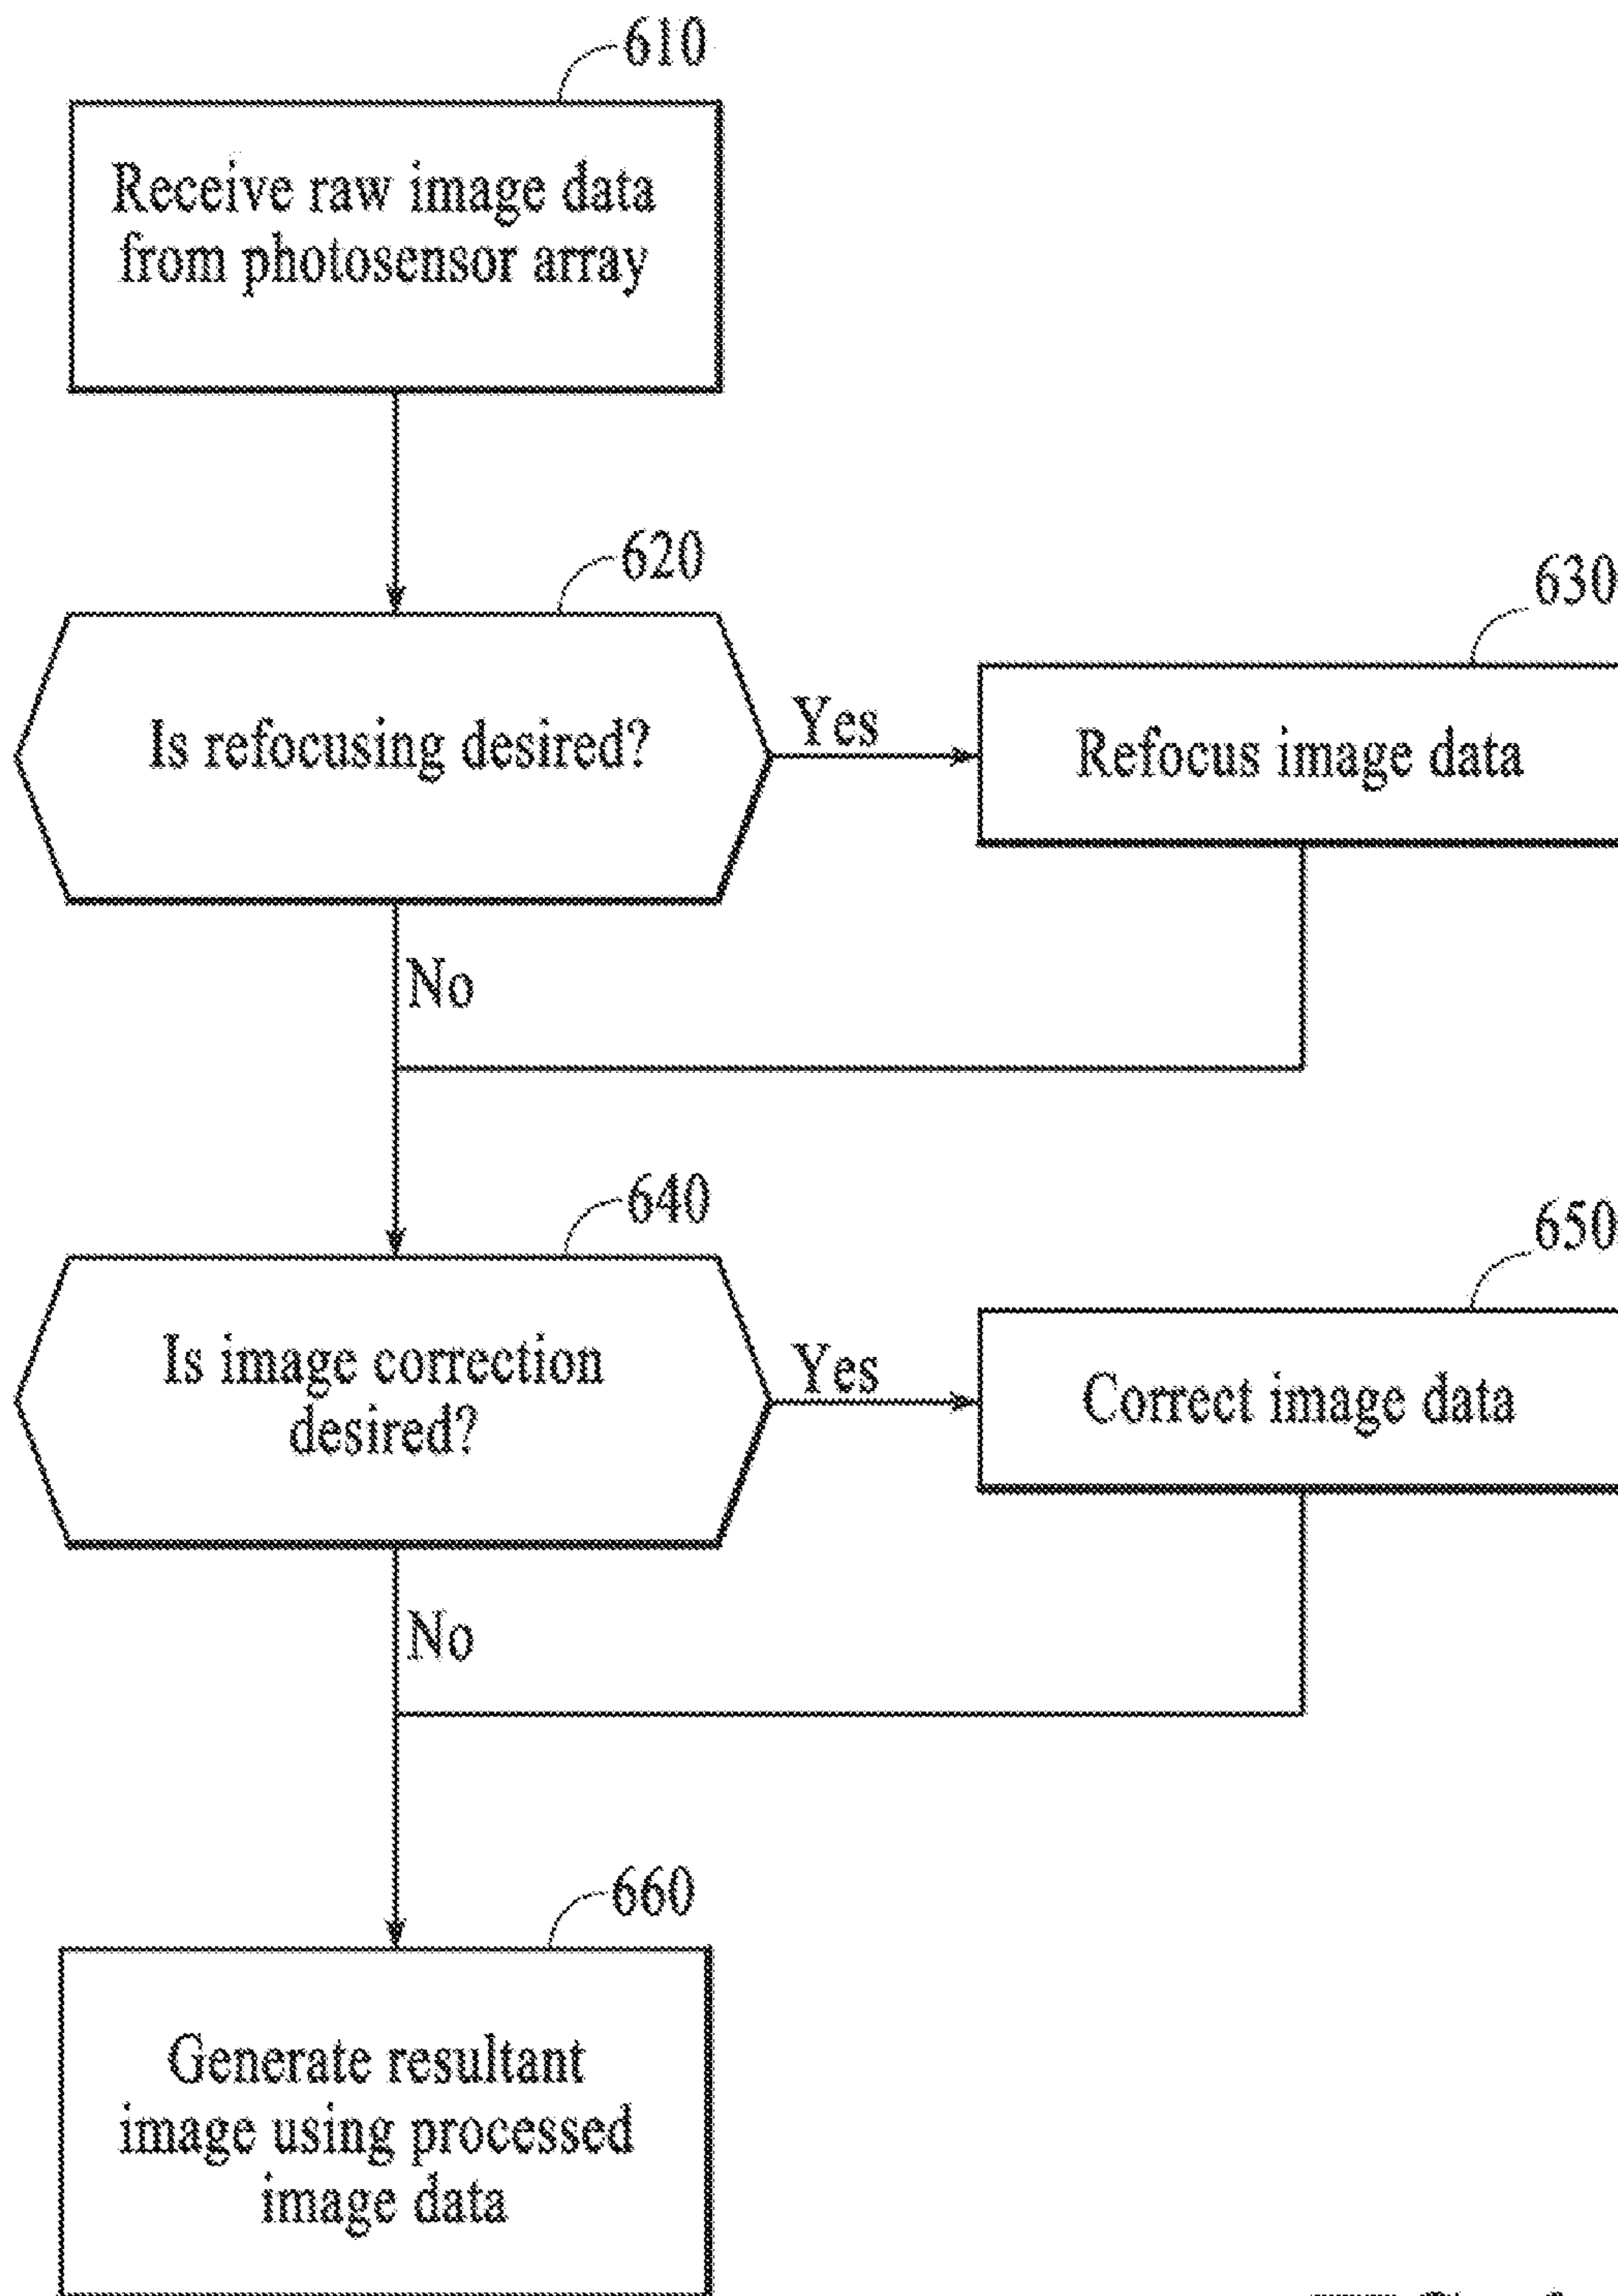 610
Receive raw image data
from photosensor array
620
Is refocusing desired?
Yes
630
Refocus image data
No
640
Is image correction
desired?
Yes
650
Correct image data
No
660
Generate resultant
image using processed
image data